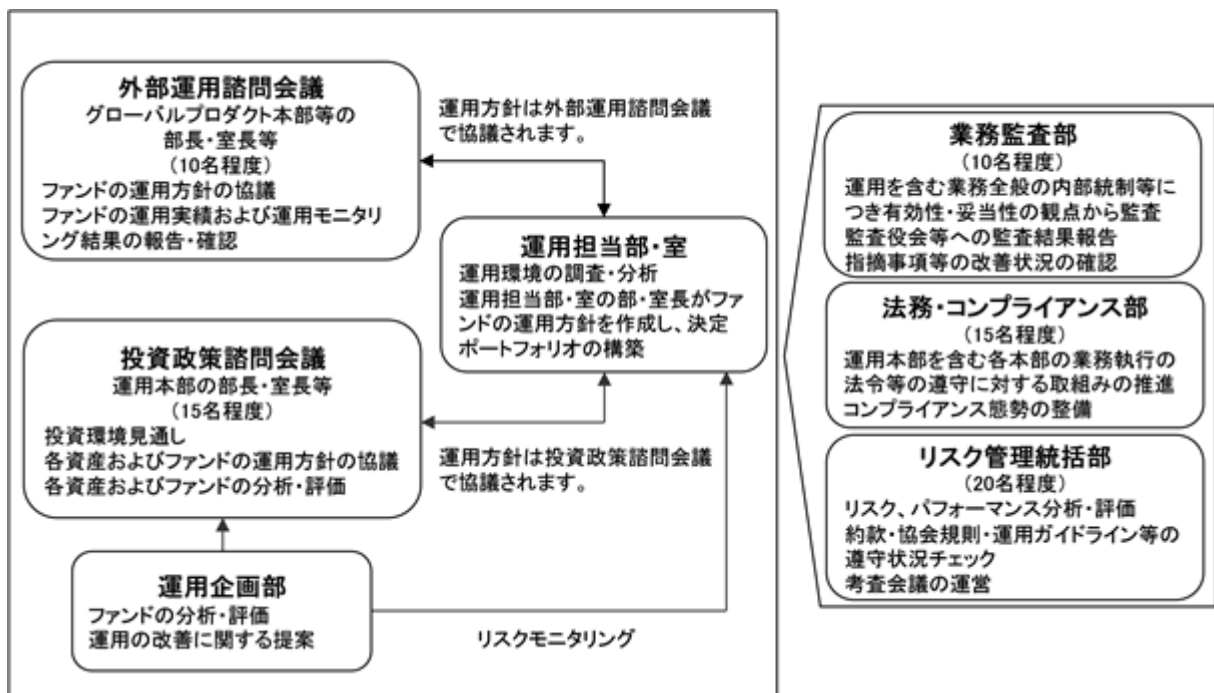 外部運用諮問会議
グローバルプロダクト本部等の
部長・室長等
(10名程度)
ファンドの運用方針の協議
ファンドの運用実績および運用モニタリ
ング結果の報告・確認
運用方針は外部運用諮問会議
で協議されます。
運用担当部・室
運用環境の調査・分析
運用担当部・室の部・室長がファ
ンドの運用方針を作成し、決定
ポートフォリオの構築
投資政策諮問会議
運用本部の部長・室長等
(15名程度)
投資環境見通し
各資産およびファンドの運用方針の協議
各資産およびファンドの分析・評価
運用方針は投資政策諮問会議
で協議されます。
運用企画部
ファンドの分析・評価
運用の改善に関する提案
リスクモニタリング
業務監査部
(10名程度)
運用を含む業務全般の内部統制等に
つき有効性・妥当性の観点から監査
監査役会等への監査結果報告
指摘事項等の改善状況の確認
法務・コンプライアンス部
(15名程度)
運用本部を含む各本部の業務執行の
法令等の遵守に対する取組みの推進
コンプライアンス態勢の整備
リスク管理統括部
(20名程度)
リスク、パフォーマンス分析・評価
約款・協会規則・運用ガイドライン等の
遵守状況チェック
考査会議の運営